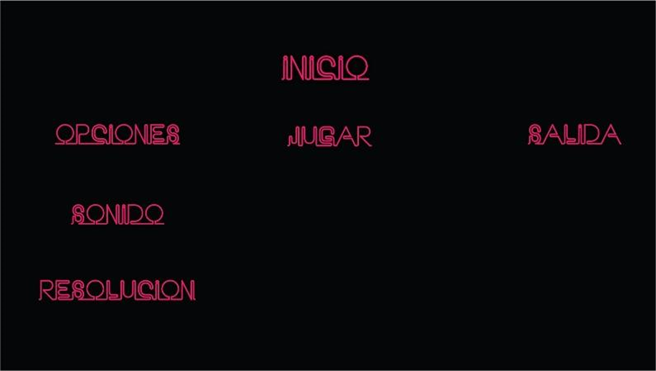 INICIO
OPCIONES JUGAR SALIDA
SONIDO
RESOLUCION